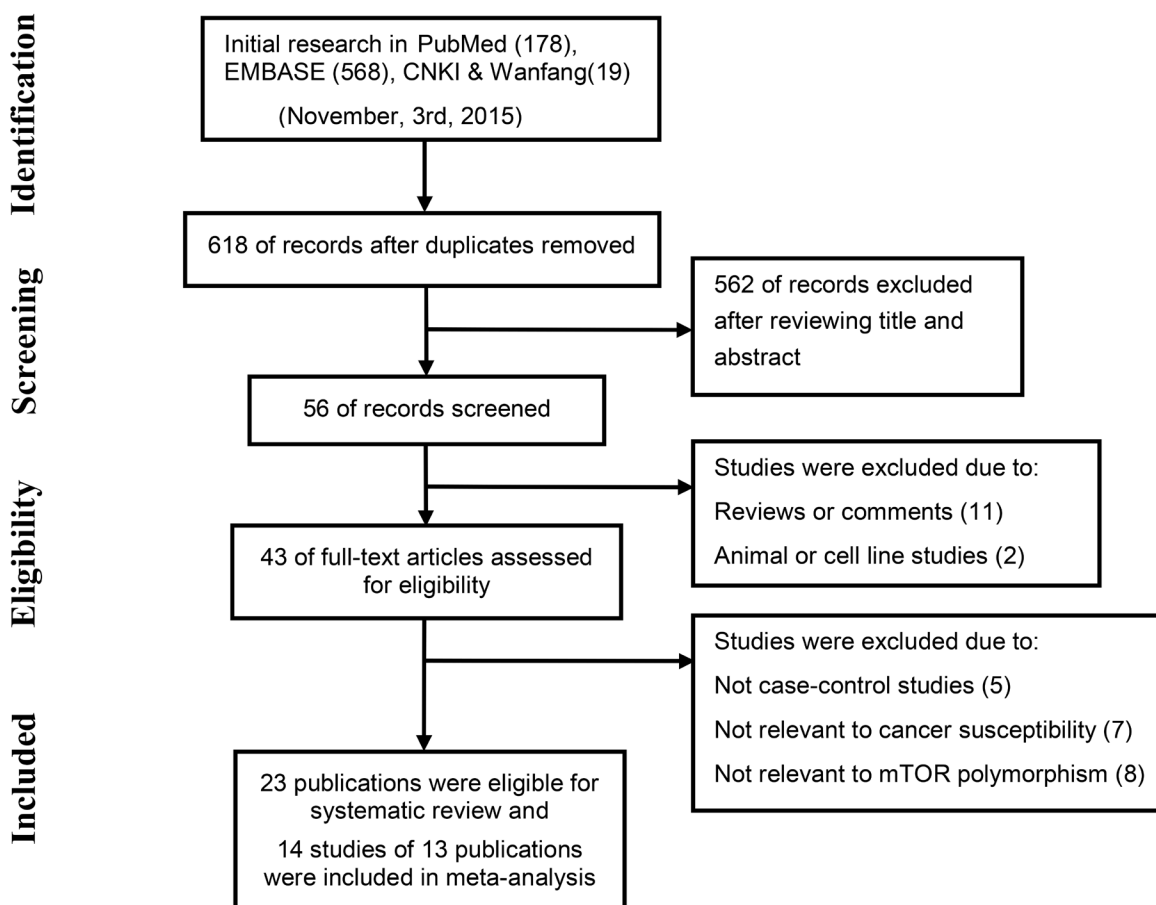 Identification
Initial research in PubMed (178),
EMBASE (568), CNKI & Wanfang(19)
(November, 3rd, 2015)
618 of records after duplicates removed
Screening
562 of records excluded
after reviewing title and
abstract
56 of records screened
Eligibility
Studies were excluded due to:
Reviews or comments (11)
Animal or cell line studies (2)
43 of full-text articles assessed
for eligibility
Studies were excluded due to:
Not case-control studies (5)
Not relevant to cancer susceptibility (7)
Not relevant to mTOR polymorphism (8)
Included
23 publications were eligible for
systematic review and
14 studies of 13 publications
were included in meta-analysis